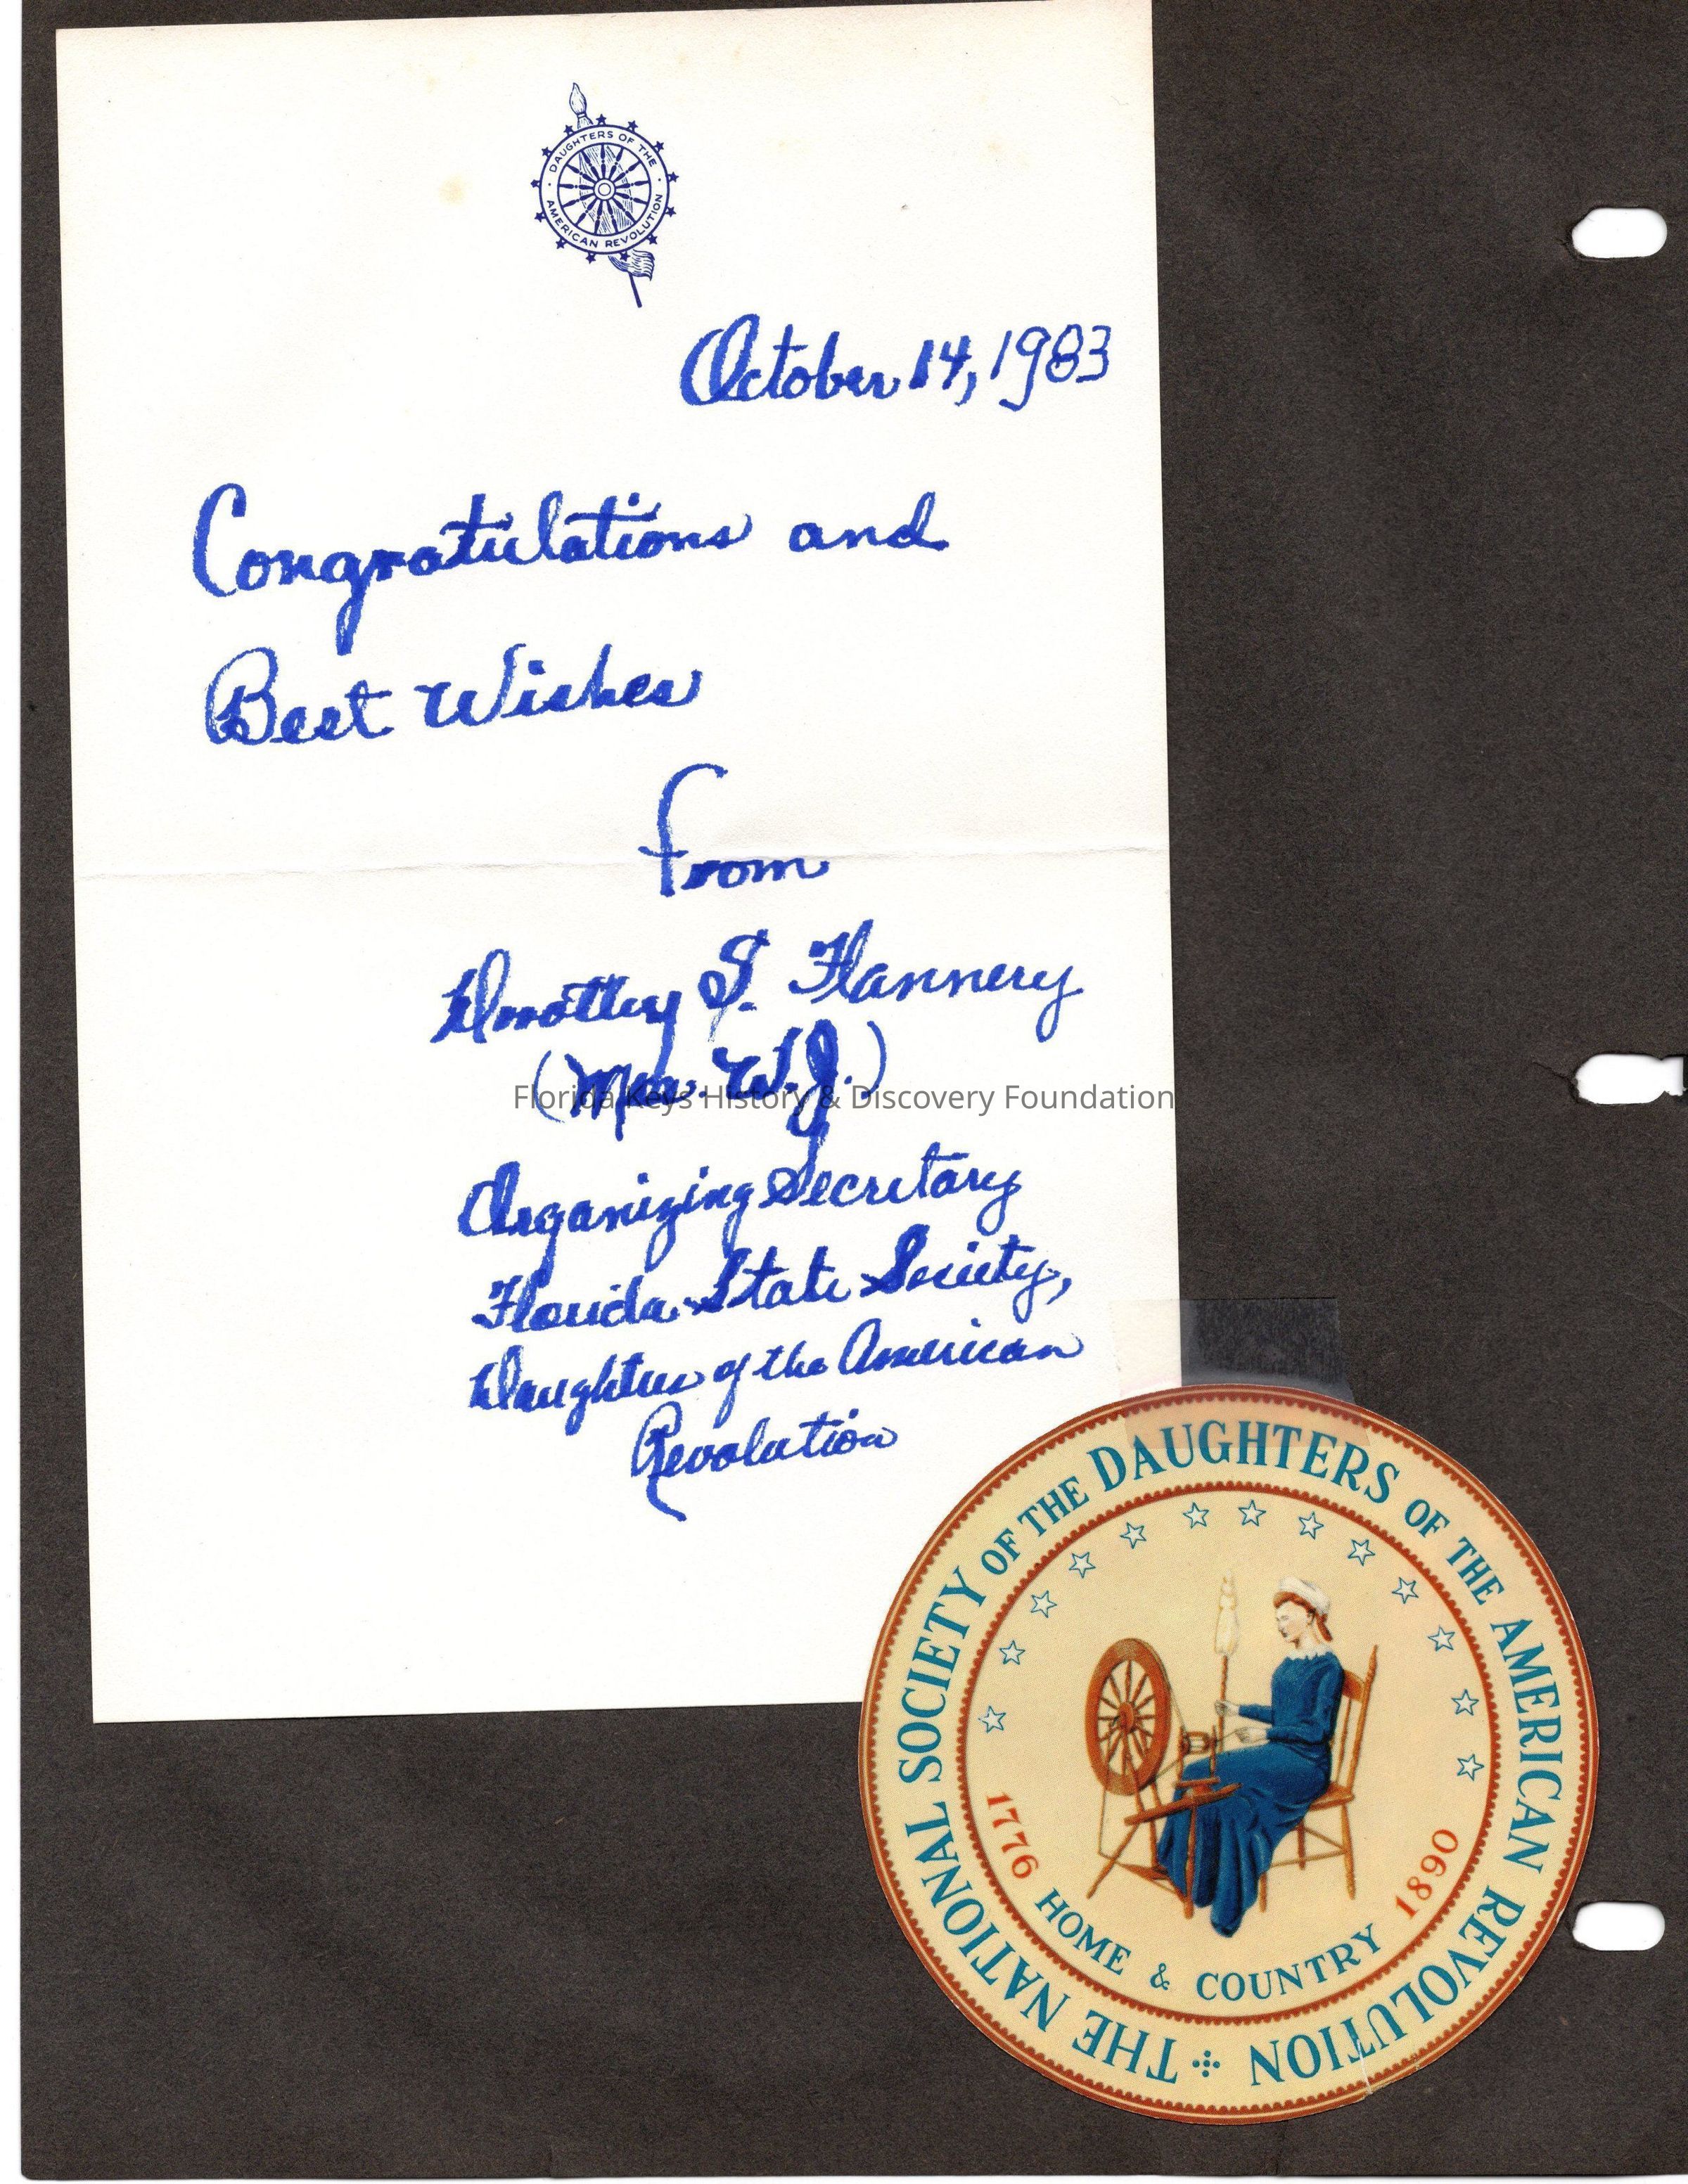 DAUGHTERS OF THE
AMERICAN REVOLUTION
October 14, 1983
Congratulations and
Best Wishes
from
Dorothy S. Flannery
(Mrs. W.J.)
Florida Keys History & Discovery Foundation
Organizing Secretary
Florida State Society,
Daughters of the American
Revolution
THE NATIONAL SOCIETY OF THE DAUGHTERS OF THE AMERICAN REVOLUTION
1776 HOME & COUNTRY 1890